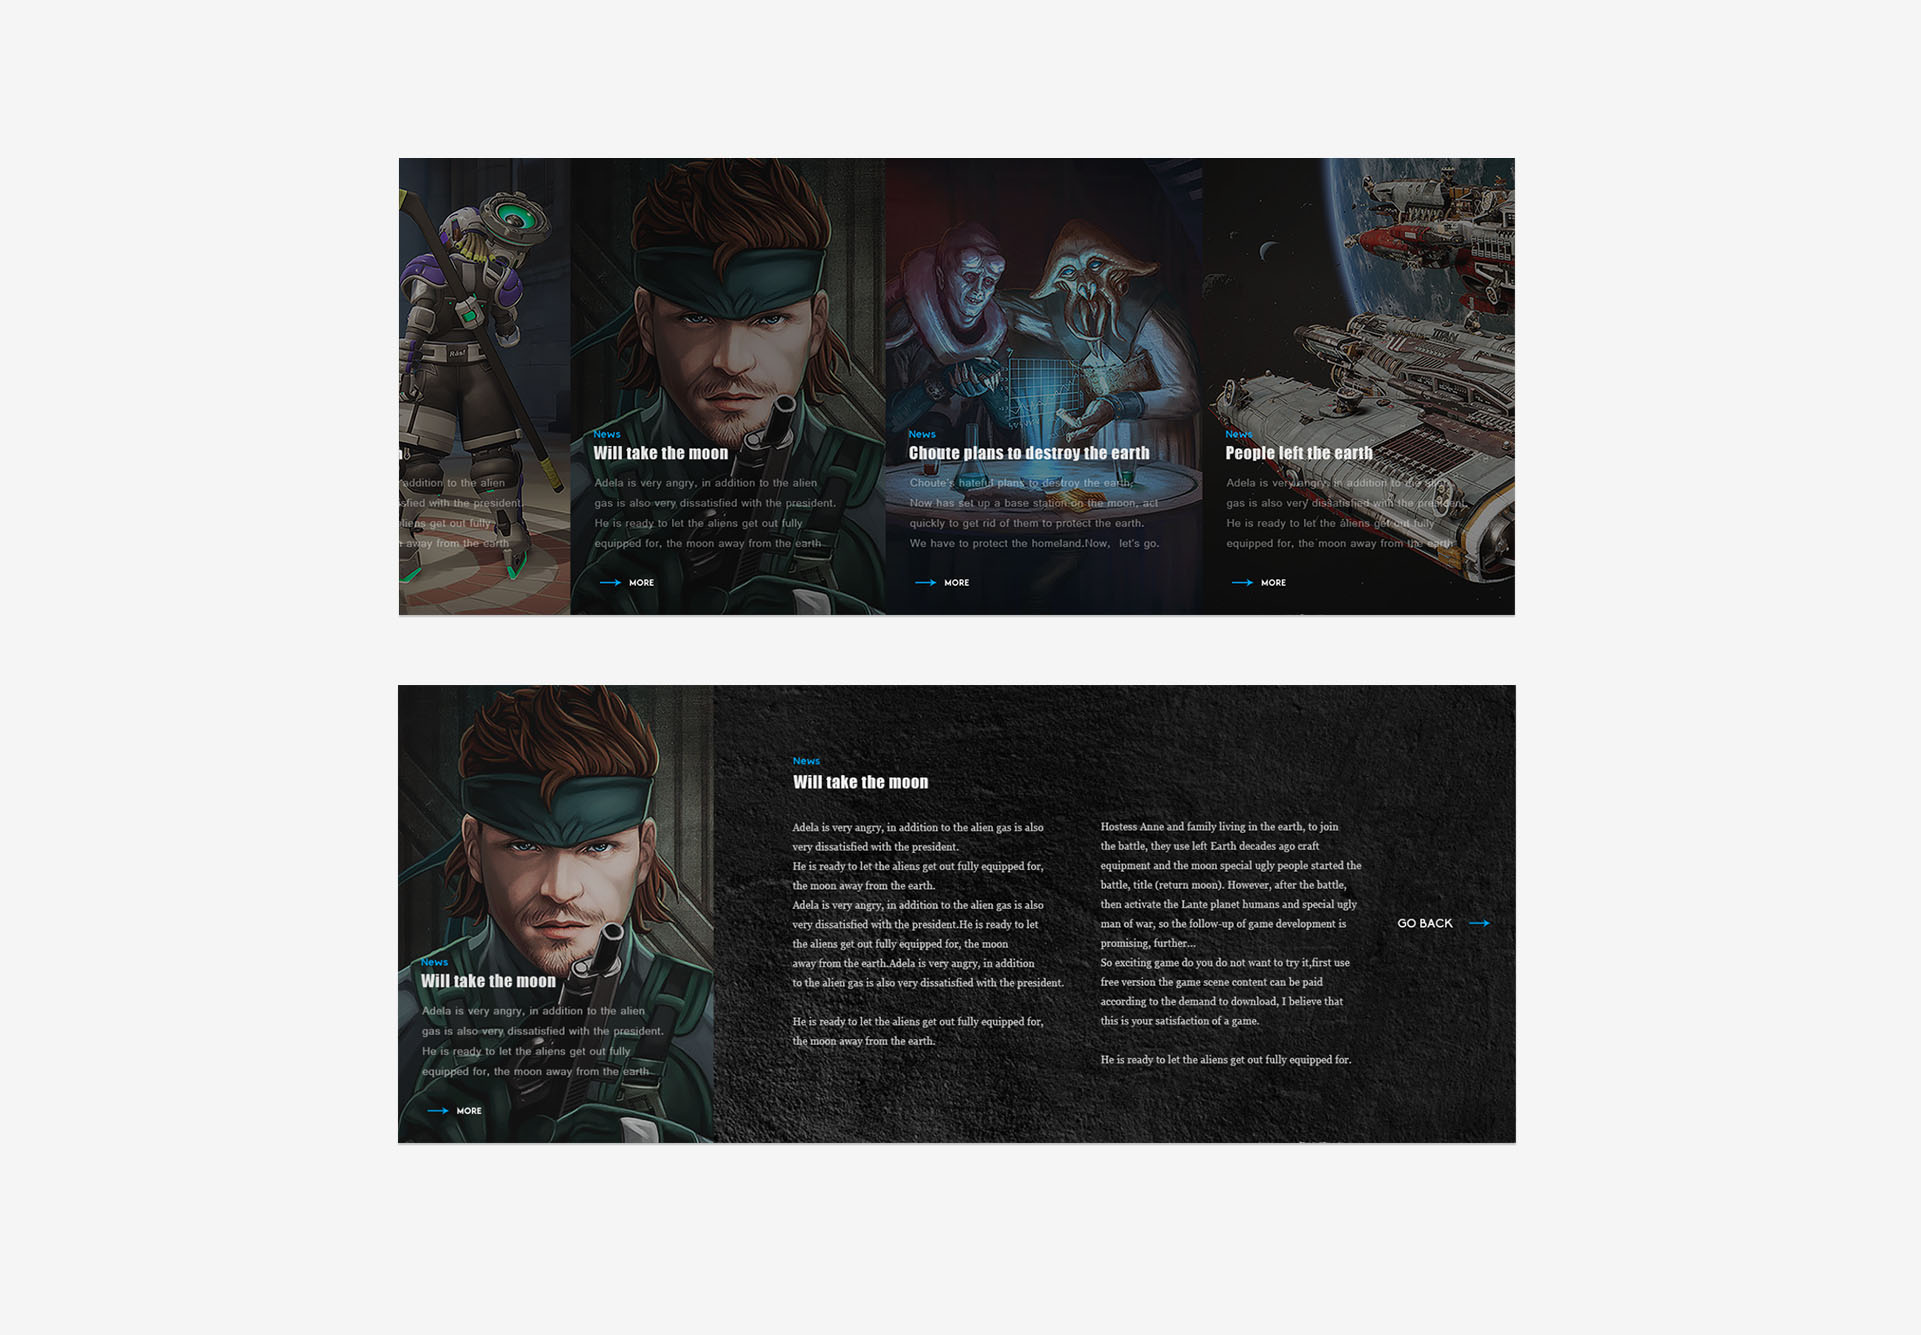 addition to the alien
sfied with the president.
aliens get out fully
away from the earth
Räsl
News
Will take the moon
Adela is very angry, in addition to the alien
gas is also very dissatisfied with the president.
He is ready to let the aliens get out fully
equipped for, the moon away from the earth
MORE
News
Choute plans to destroy the earth
Choute's hateful plans to destroy the earth,
Now has set up a base station on the moon, act
quickly to get rid of them to protect the earth.
We have to protect the homeland.Now, let's go.
MORE
TITAN
News
People left the earth
Adela is very angry, in addition to the alien
gas is also very dissatisfied with the president.
He is ready to let the aliens get out fully
equipped for, the moon away from the earth
MORE
News
Will take the moon
Adela is very angry, in addition to the alien
gas is also very dissatisfied with the president.
He is ready to let the aliens get out fully
equipped for, the moon away from the earth
MORE
News
Will take the moon
Adela is very angry, in addition to the alien gas is also
very dissatisfied with the president.
He is ready to let the aliens get out fully equipped for,
the moon away from the earth.
Adela is very angry, in addition to the alien gas is also
very dissatisfied with the president.He is ready to let
the aliens get out fully equipped for, the moon
away from the earth.Adela is very angry, in addition
to the alien gas is also very dissatisfied with the president.
He is ready to let the aliens get out fully equipped for,
the moon away from the earth.
Hostess Anne and family living in the earth, to join
the battle, they use left Earth decades ago craft
equipment and the moon special ugly people started the
battle, title (return moon). However, after the battle,
then activate the Lante planet humans and special ugly
man of war, so the follow-up of game development is
promising, further...
So exciting game do you do not want to try it,first use
free version the game scene content can be paid
according to the demand to download, I believe that
this is your satisfaction of a game.
He is ready to let the aliens get out fully equipped for.
GO BACK